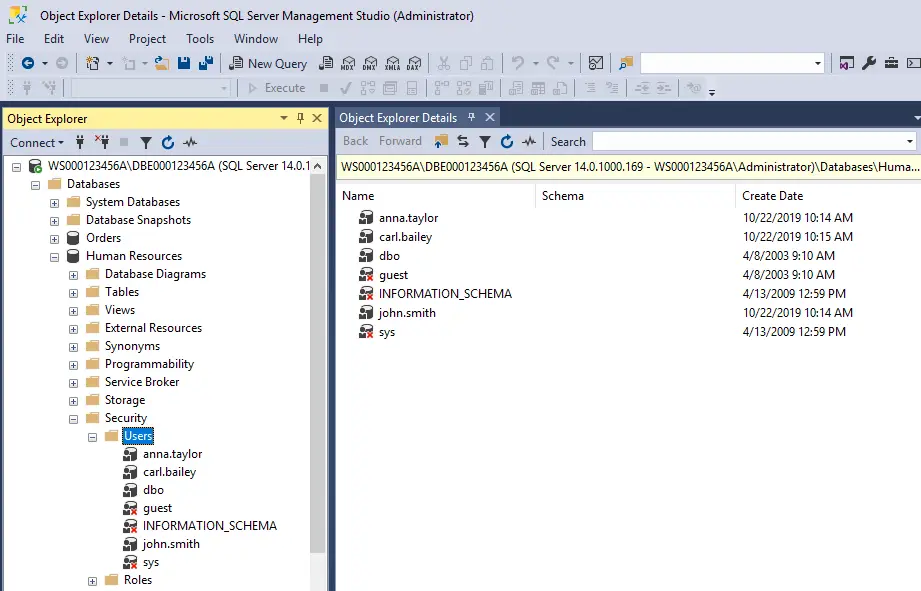 Object Explorer Details - Microsoft SQL Server Management Studio (Administrator)
File Edit View Project Tools Window Help
New Query MDX DMX XMLA DAX
Execute
Object Explorer
Connect
WS000123456A\DBE000123456A (SQL Server 14.0.1
Databases
System Databases
Database Snapshots
Orders
Human Resources
Database Diagrams
Tables
Views
External Resources
Synonyms
Programmability
Service Broker
Storage
Security
Users
anna.taylor
carl.bailey
dbo
guest
INFORMATION_SCHEMA
john.smith
sys
Roles
Object Explorer Details
Back Forward Search
WS000123456A\DBE000123456A (SQL Server 14.0.1000.169 - WS000123456A\Administrator)\Databases\Huma...
Name Schema Create Date
anna.taylor 10/22/2019 10:14 AM
carl.bailey 10/22/2019 10:15 AM
dbo 4/8/2003 9:10 AM
guest 4/8/2003 9:10 AM
INFORMATION_SCHEMA 4/13/2009 12:59 PM
john.smith 10/22/2019 10:14 AM
sys 4/13/2009 12:59 PM